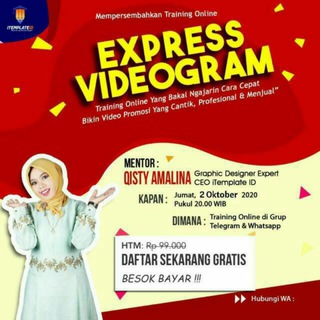 Mempersembahkan Training Online
ITEMPLATE
EXPRESS
VIDEOGRAM
Training Online Yang Bakal Ngajarin Cara Cepat
Bikin Video Promosi Yang Cantik, Profesional & Menjual"
MENTOR :
QISTY AMALINA
Graphic Designer Expert
CEO iTemplate ID
KAPAN :
Jumat, 2 Oktober 2020
Pukul 20.00 WIB
DIMANA :
Training Online di Grup
Telegram & Whatsapp
HTM: Rp 99.000
DAFTAR SEKARANG GRATIS
BESOK BAYAR !!!
Hubungi WA :